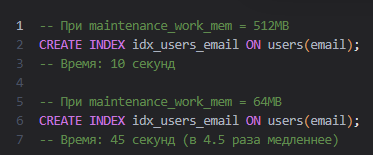 1 -- При maintenance_work_mem = 512MB
2 CREATE INDEX idx_users_email ON users(email);
3 -- Время: 10 секунд
4
5 -- При maintenance_work_mem = 64MB
6 CREATE INDEX idx_users_email ON users(email);
7 -- Время: 45 секунд (в 4.5 раза медленнее)